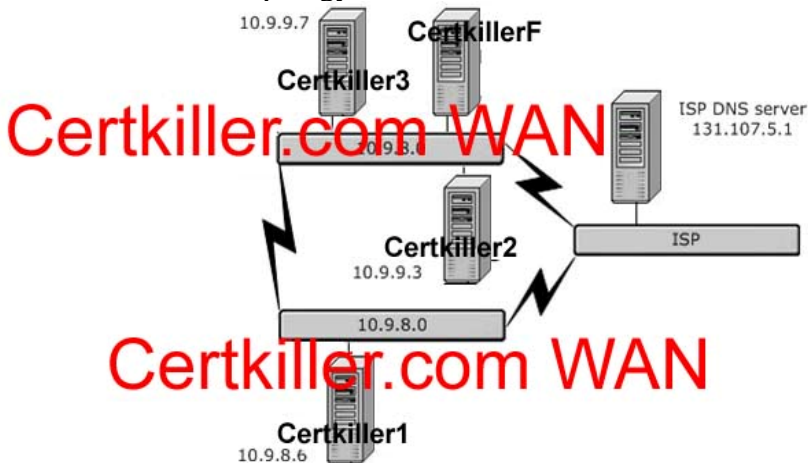 10.9.9.7
CertkillerF
Certkiller3
ISP DNS server
131.107.5.1
Certkiller.com WAN
Certkiller2
ISP
10.9.9.3
10.9.8.0
Certkiller.com WAN
Certkiller1
10.9.8.6